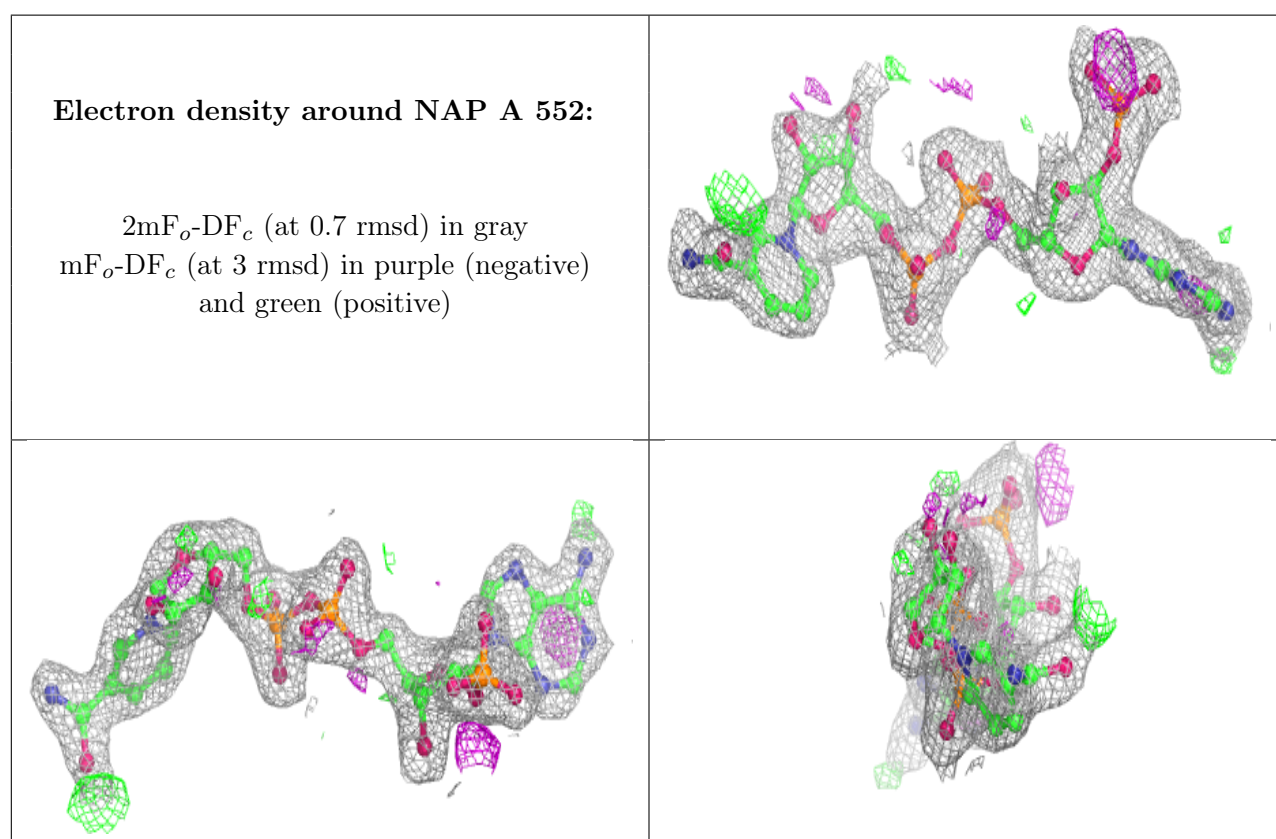 Electron density around NAP A 552:
2mFₒ-DF𝒸 (at 0.7 rmsd) in gray
mFₒ-DF𝒸 (at 3 rmsd) in purple (negative)
and green (positive)